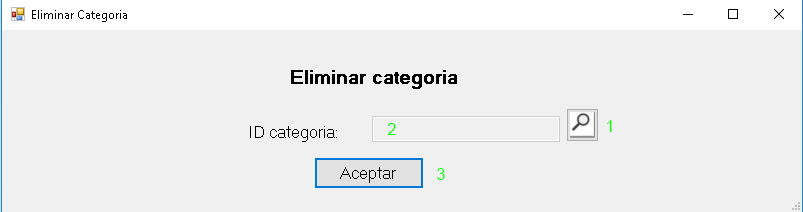 Eliminar Categoria
Eliminar categoria
ID categoria: 2 1
Aceptar 3